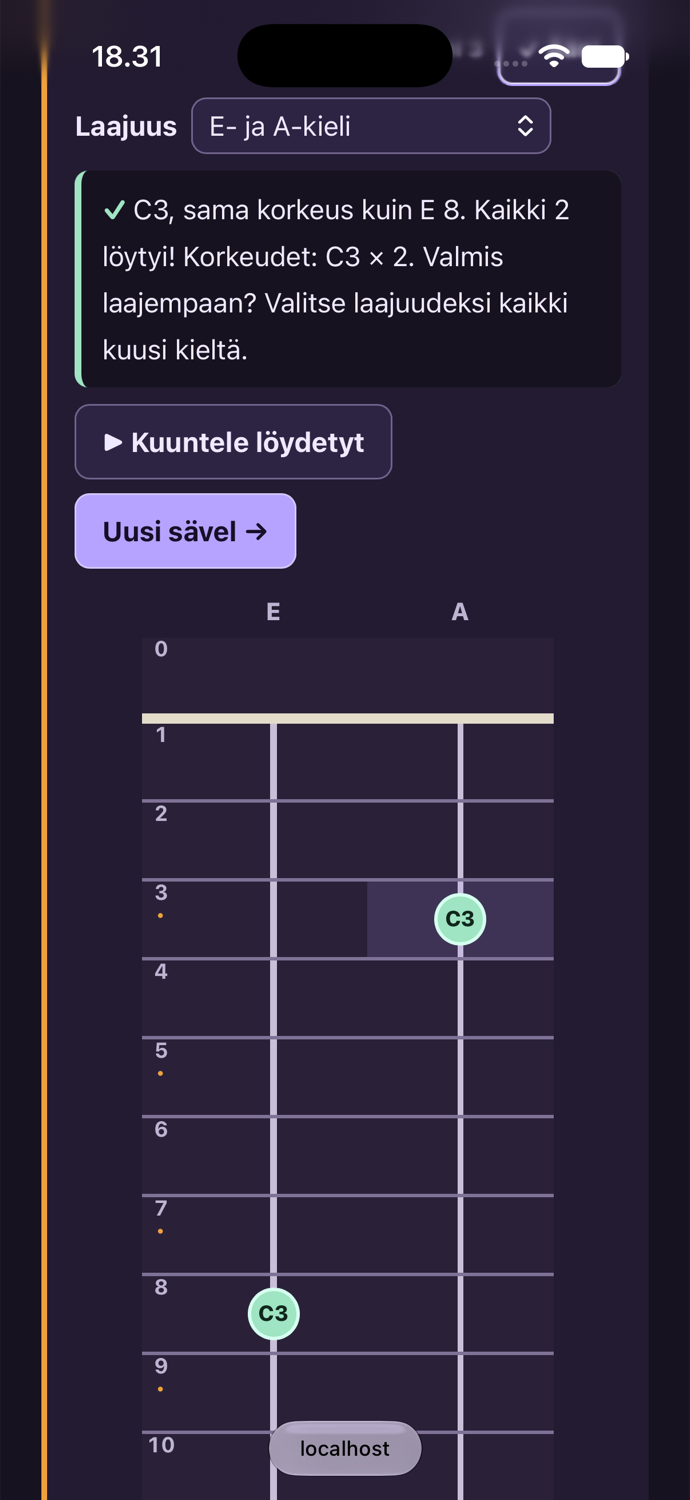 18.31
Laajuus E- ja A-kieli
✓ C3, sama korkeus kuin E 8. Kaikki 2
löytyi! Korkeudet: C3 × 2. Valmis
laajempaan? Valitse laajuudeksi kaikki
kuusi kieltä.
▶ Kuuntele löydetyt
Uusi sävel →
E A
0
1
2
3
C3
4
5
6
7
8
C3
9
10
localhost